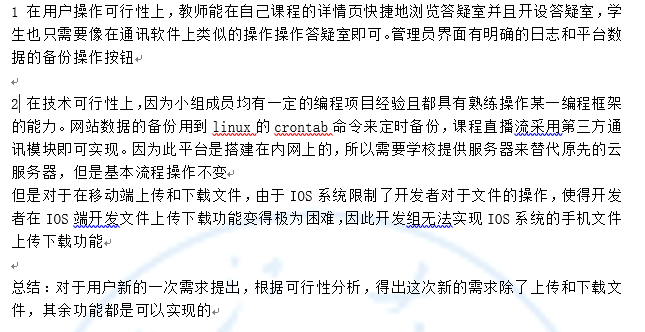 1 在用户操作可行性上，教师能在自己课程的详情页快捷地浏览答疑室并且开设答疑室，学
生也只需要像在通讯软件上类似的操作操作答疑室即可。管理员界面有明确的日志和平台数
据的备份操作按钮
2 在技术可行性上，因为小组成员均有一定的编程项目经验且都具有熟练操作某一编程框架
的能力。网站数据的备份用到 linux 的 crontab 命令来定时备份，课程直播流采用第三方通
讯模块即可实现。因为此平台是搭建在内网上的，所以需要学校提供服务器来替代原先的云
服务器，但是基本流程操作不变
但是对于在移动端上传和下载文件，由于 IOS 系统限制了开发者对于文件的操作，使得开发
者在 IOS 端开发文件上传下载功能变得极为困难，因此开发组无法实现 IOS 系统的手机文件
上传下载功能
总结：对于用户新的一次需求提出，根据可行性分析，得出这次新的需求除了上传和下载文
件，其余功能都是可以实现的